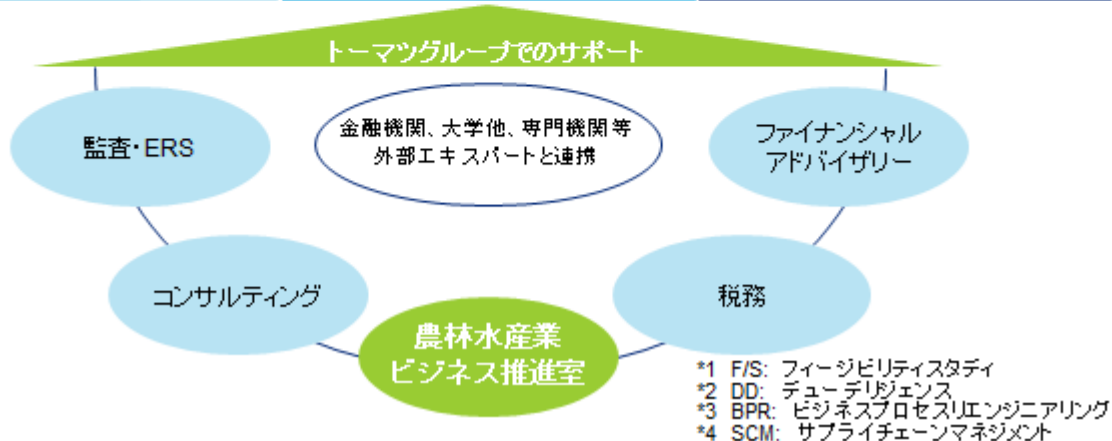 トーマツグループでのサポート
監査・ERS
金融機関、大学他、専門機関等
外部エキスパートと連携
ファイナンシャル
アドバイザリー
コンサルティング
税務
農林水産業
ビジネス推進室
*1 F/S: フィージビリティスタディ
*2 DD: デューデリジェンス
*3 BPR: ビジネスプロセスリエンジニアリング
*4 SCM: サプライチェーンマネジメント